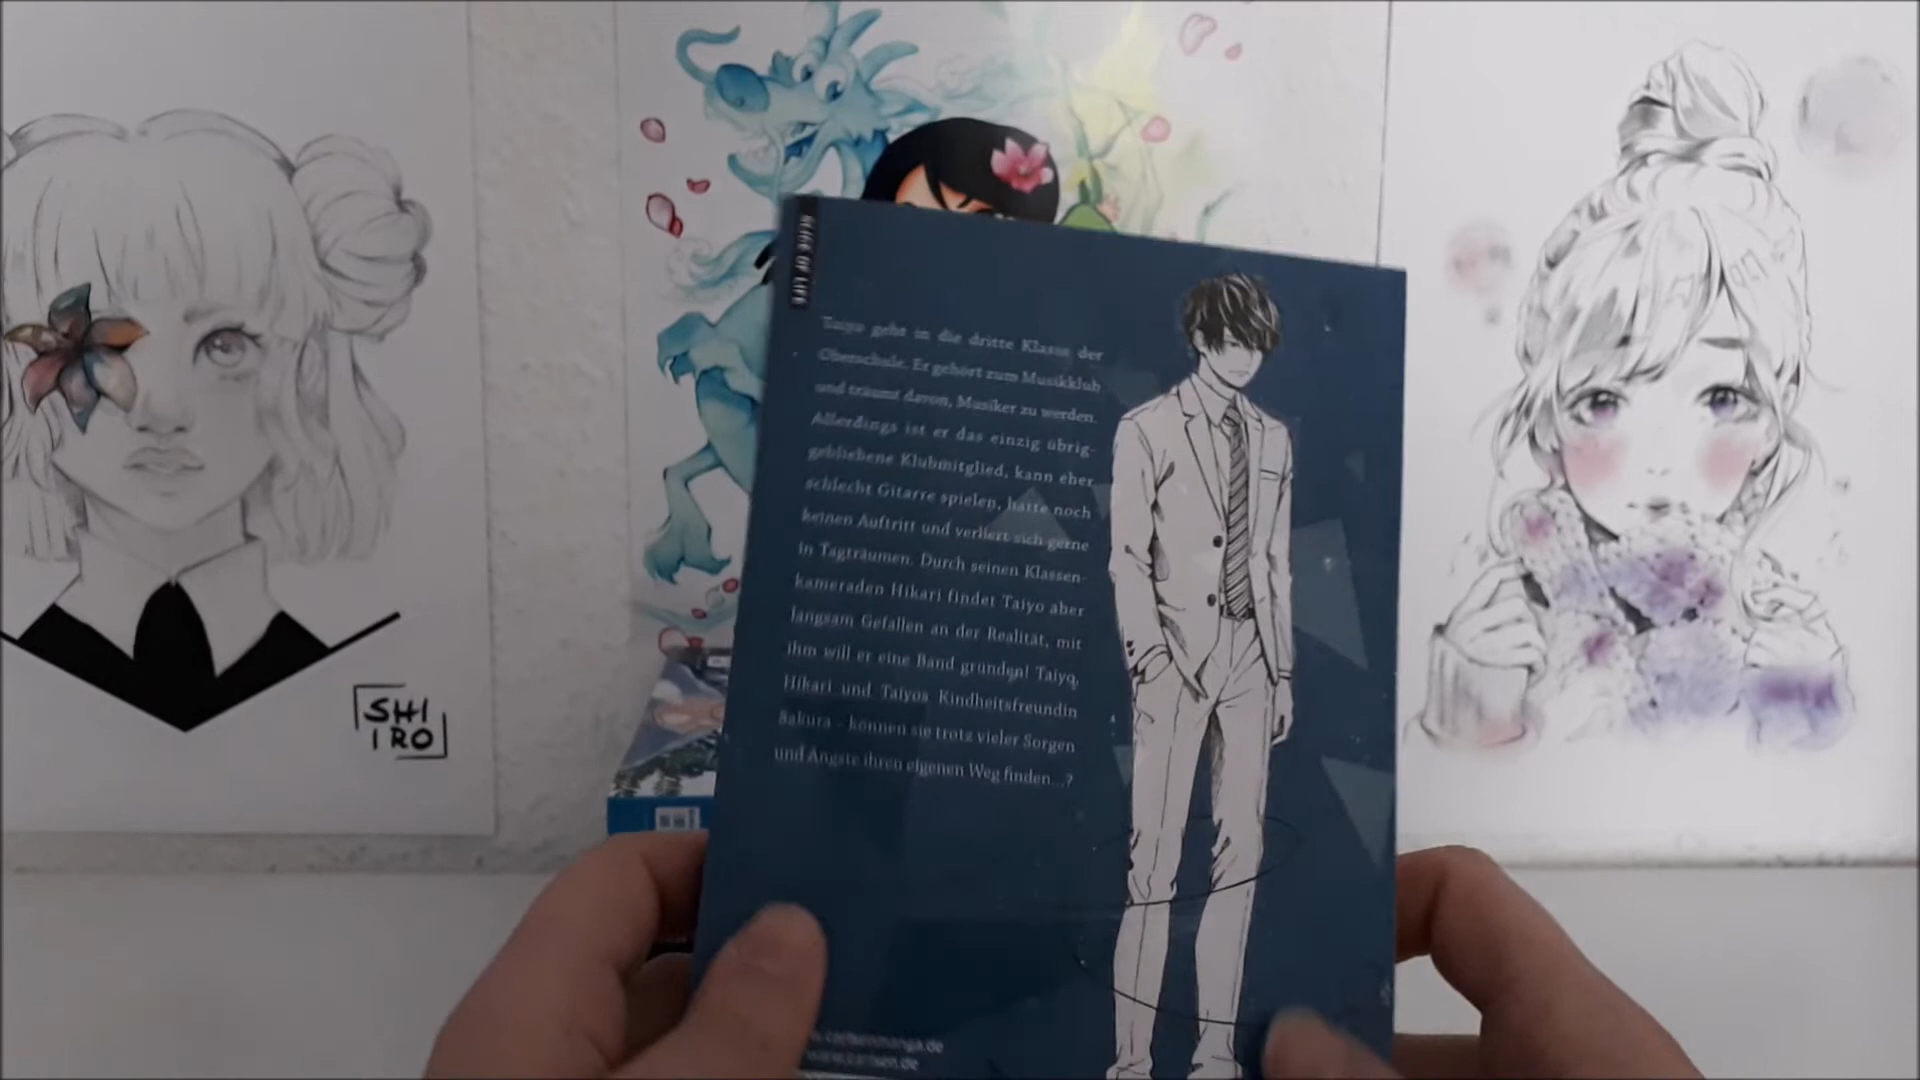 SLICE OF LIFE
Taiyo geht in die dritte Klasse der
Oberschule. Er gehört zum Musikklub
und träumt davon, Musiker zu werden.
Allerdings ist er das einzig übrig-
gebliebene Klubmitglied, kann eher
schlecht Gitarre spielen, hatte noch
keinen Auftritt und verliert sich gerne
in Tagträumen. Durch seinen Klassen-
kameraden Hikari findet Taiyo aber
langsam Gefallen an der Realität, mit
ihm will er eine Band gründen! Taiyo,
Hikari und Taiyos Kindheitsfreundin
Sakura – können sie trotz vieler Sorgen
und Ängste ihren eigenen Weg finden...?
carlsenmanga.de
www.carlsen.de
SHI
IRO